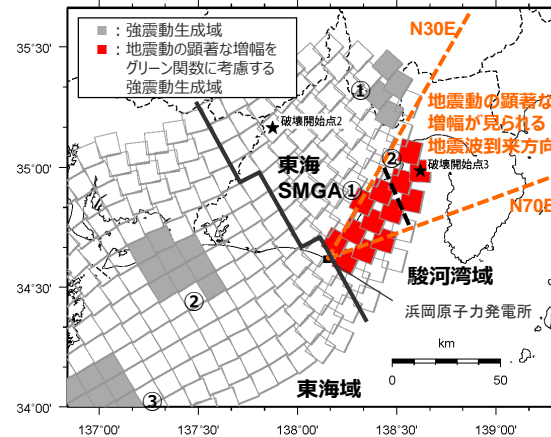 ：強震動生成域
：地震動の顕著な増幅を
グリーン関数に考慮する
強震動生成域
N30E
地震動の顕著な
増幅が見られる
地震波到来方向
N70E
①
破壊開始点2
②
破壊開始点3
東海
SMGA①
②
③
駿河湾域
浜岡原子力発電所
東海域
km
0 50
35°30'
35°00'
34°30'
34°00'
137°00' 137°30' 138°00' 138°30' 139°00'